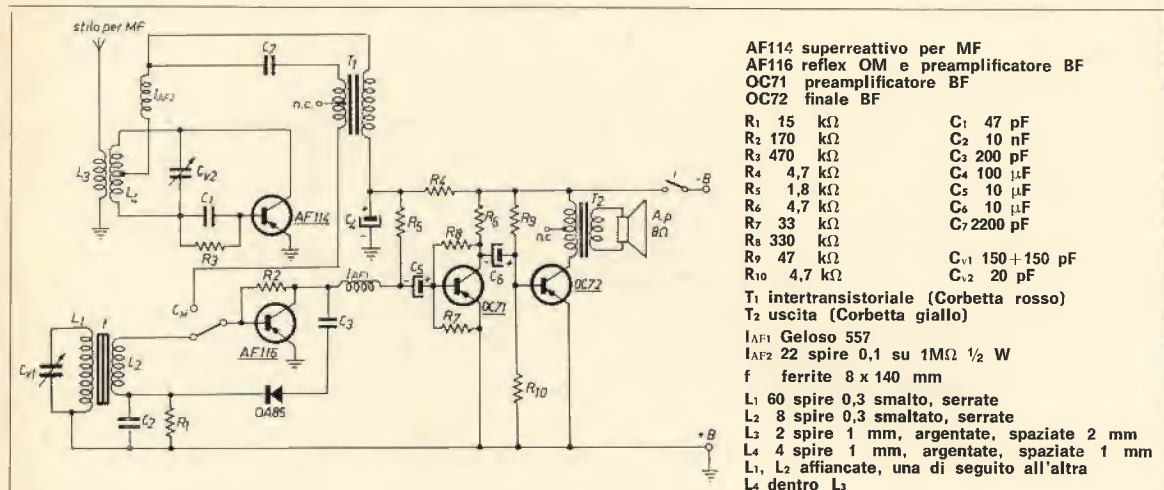 stilo per MF
C7
T1
IAF2
n.c.
L3
L4
Cv2
C1
AF114
R3
R4
i
-B
R5
C4
R8
R6
R9
T2
n.c
A.p
8Ω
CM
R2
IAF1
C5
C6
OC71
OC72
R7
L1
f
L2
AF116
C3
Cv1
OA85
C2
R1
R10
+B
AF114 superreattivo per MF
AF116 reflex OM e preamplificatore BF
OC71 preamplificatore BF
OC72 finale BF
R1 15 kΩ C1 47 pF
R2 170 kΩ C2 10 nF
R3 470 kΩ C3 200 pF
R4 4,7 kΩ C4 100 µF
R5 1,8 kΩ C5 10 µF
R6 4,7 kΩ C6 10 µF
R7 33 kΩ C7 2200 pF
R8 330 kΩ
R9 47 kΩ Cv1 150+150 pF
R10 4,7 kΩ Cv2 20 pF
T1 intertransistoriale (Corbetta rosso)
T2 uscita (Corbetta giallo)
IAF1 Geloso 557
IAF2 22 spire 0,1 su 1MΩ ½ W
f ferrite 8 x 140 mm
L1 60 spire 0,3 smalto, serrate
L2 8 spire 0,3 smaltato, serrate
L3 2 spire 1 mm, argentate, spaziate 2 mm
L4 4 spire 1 mm, argentate, spaziate 1 mm
L1, L2 affiancate, una di seguito all'altra
L4 dentro L3